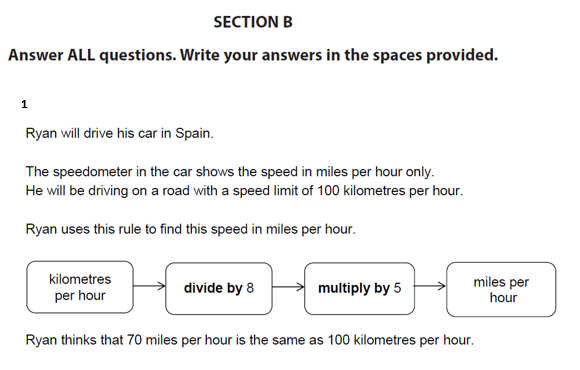 SECTION B
Answer ALL questions. Write your answers in the spaces provided.
1
Ryan will drive his car in Spain.
The speedometer in the car shows the speed in miles per hour only.
He will be driving on a road with a speed limit of 100 kilometres per hour.
Ryan uses this rule to find this speed in miles per hour.
kilometres
per hour
divide by 8
multiply by 5
miles per
hour
Ryan thinks that 70 miles per hour is the same as 100 kilometres per hour.